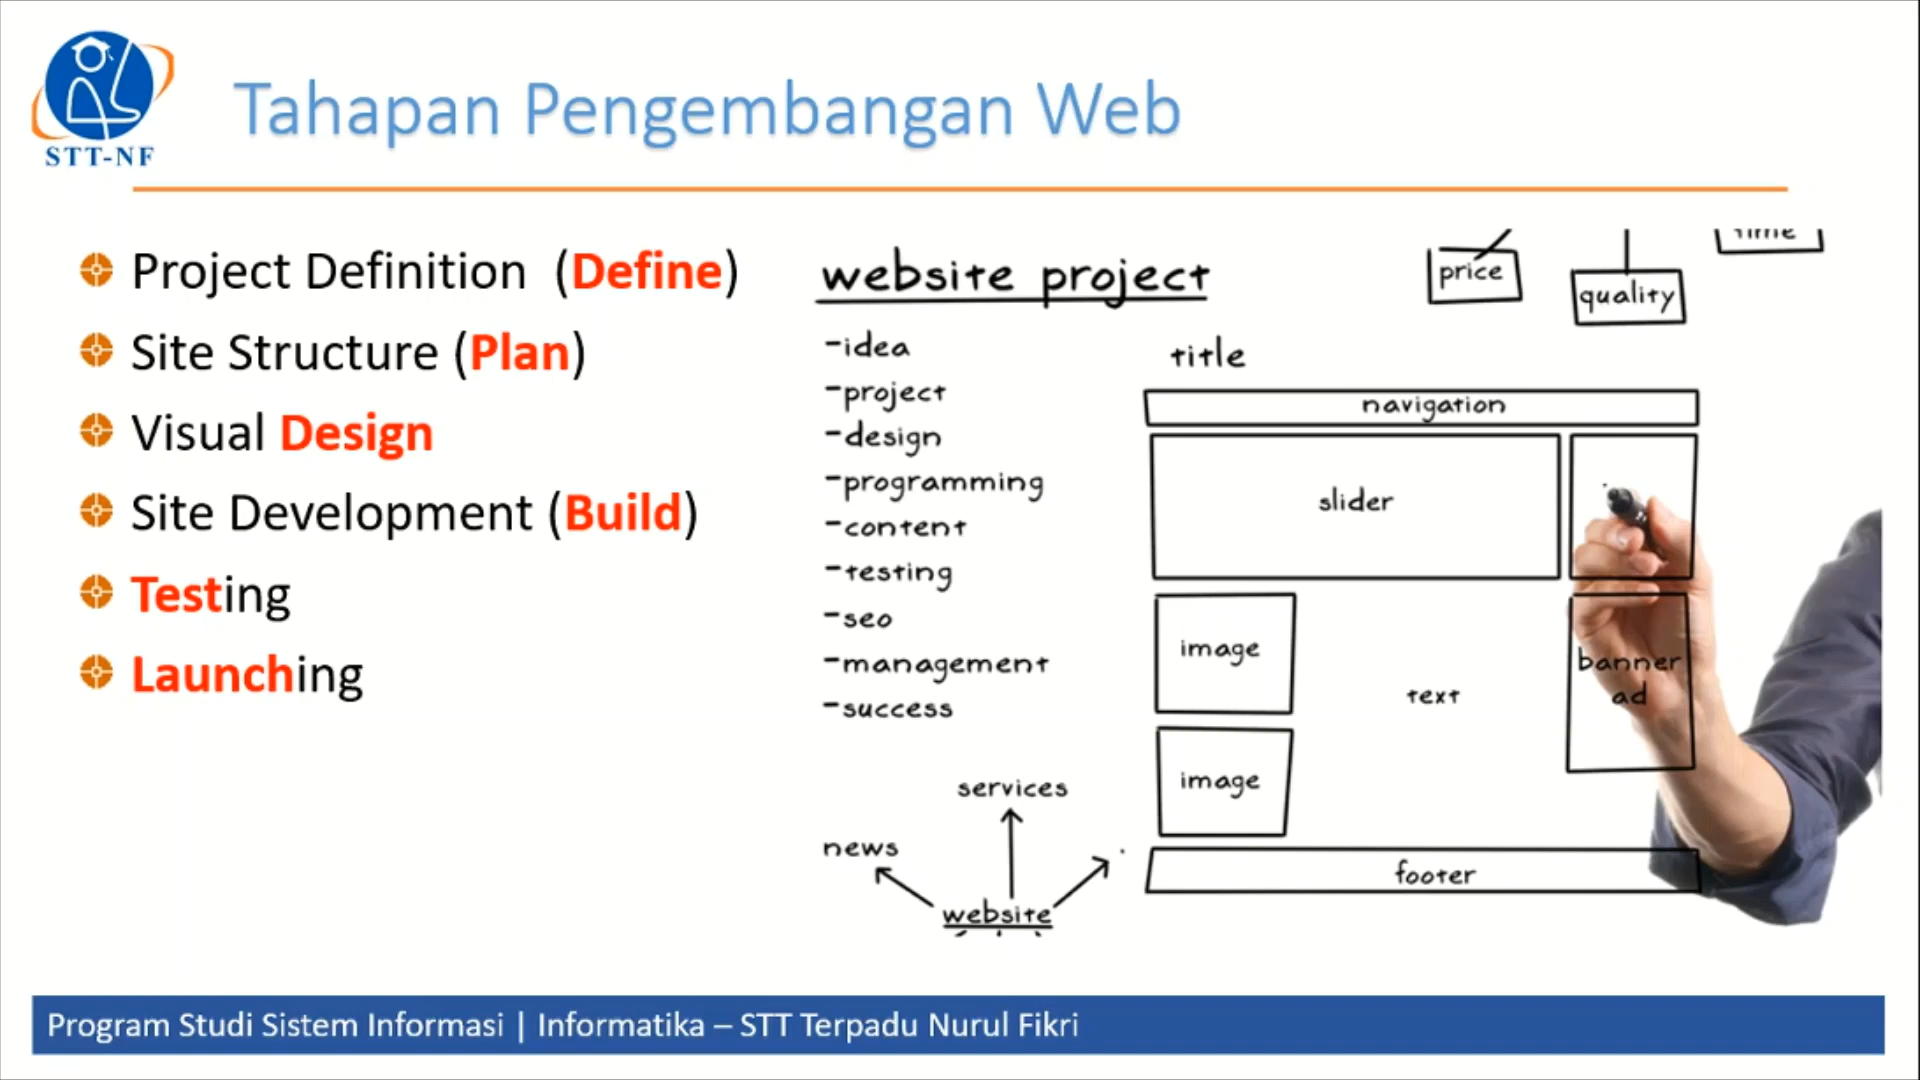 STT-NF
Tahapan Pengembangan Web
Project Definition (Define)
Site Structure (Plan)
Visual Design
Site Development (Build)
Testing
Launching
website project
-idea
-project
-design
-programming
-content
-testing
-seo
-management
-success
price
quality
time
title
navigation
slider
image
text
banner
ad
image
footer
services
news
website
Program Studi Sistem Informasi | Informatika – STT Terpadu Nurul Fikri